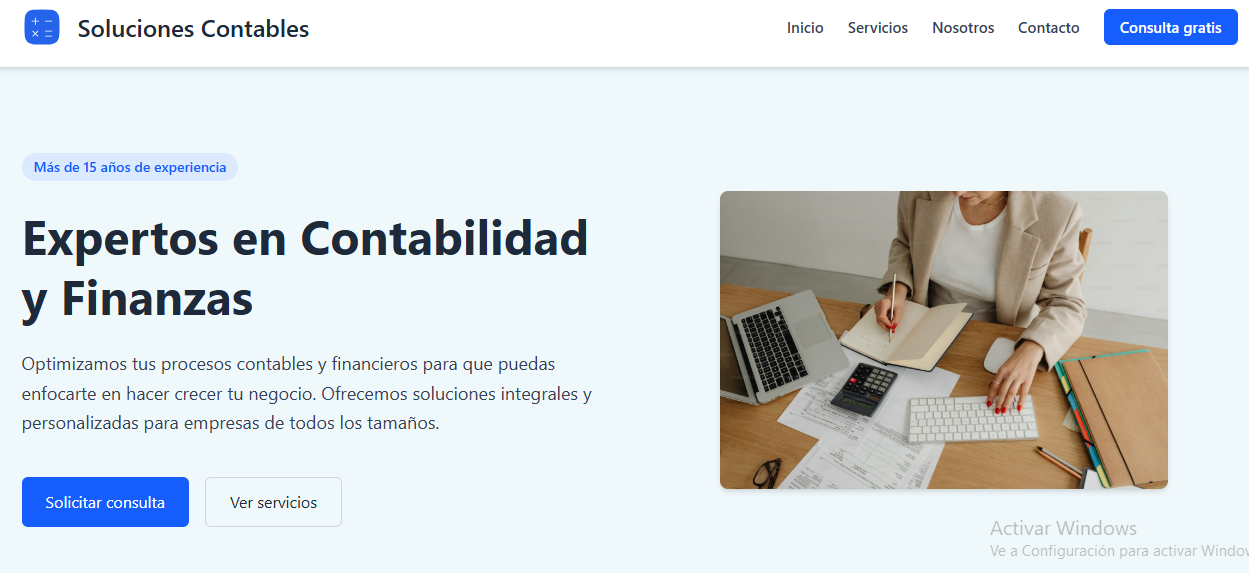 Soluciones Contables
Inicio Servicios Nosotros Contacto Consulta gratis
Más de 15 años de experiencia
Expertos en Contabilidad
y Finanzas
Optimizamos tus procesos contables y financieros para que puedas
enfocarte en hacer crecer tu negocio. Ofrecemos soluciones integrales y
personalizadas para empresas de todos los tamaños.
Solicitar consulta Ver servicios
Activar Windows
Ve a Configuración para activar